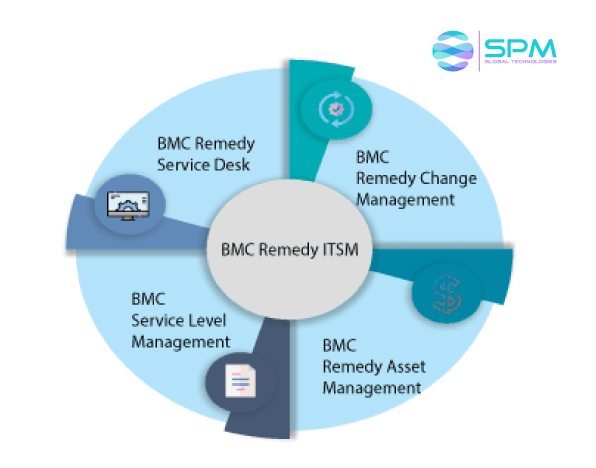 SPM
GLOBAL TECHNOLOGIES
BMC Remedy
Service Desk
BMC
Remedy Change
Management
BMC Remedy ITSM
BMC
Service Level
Management
BMC
Remedy Asset
Management
$